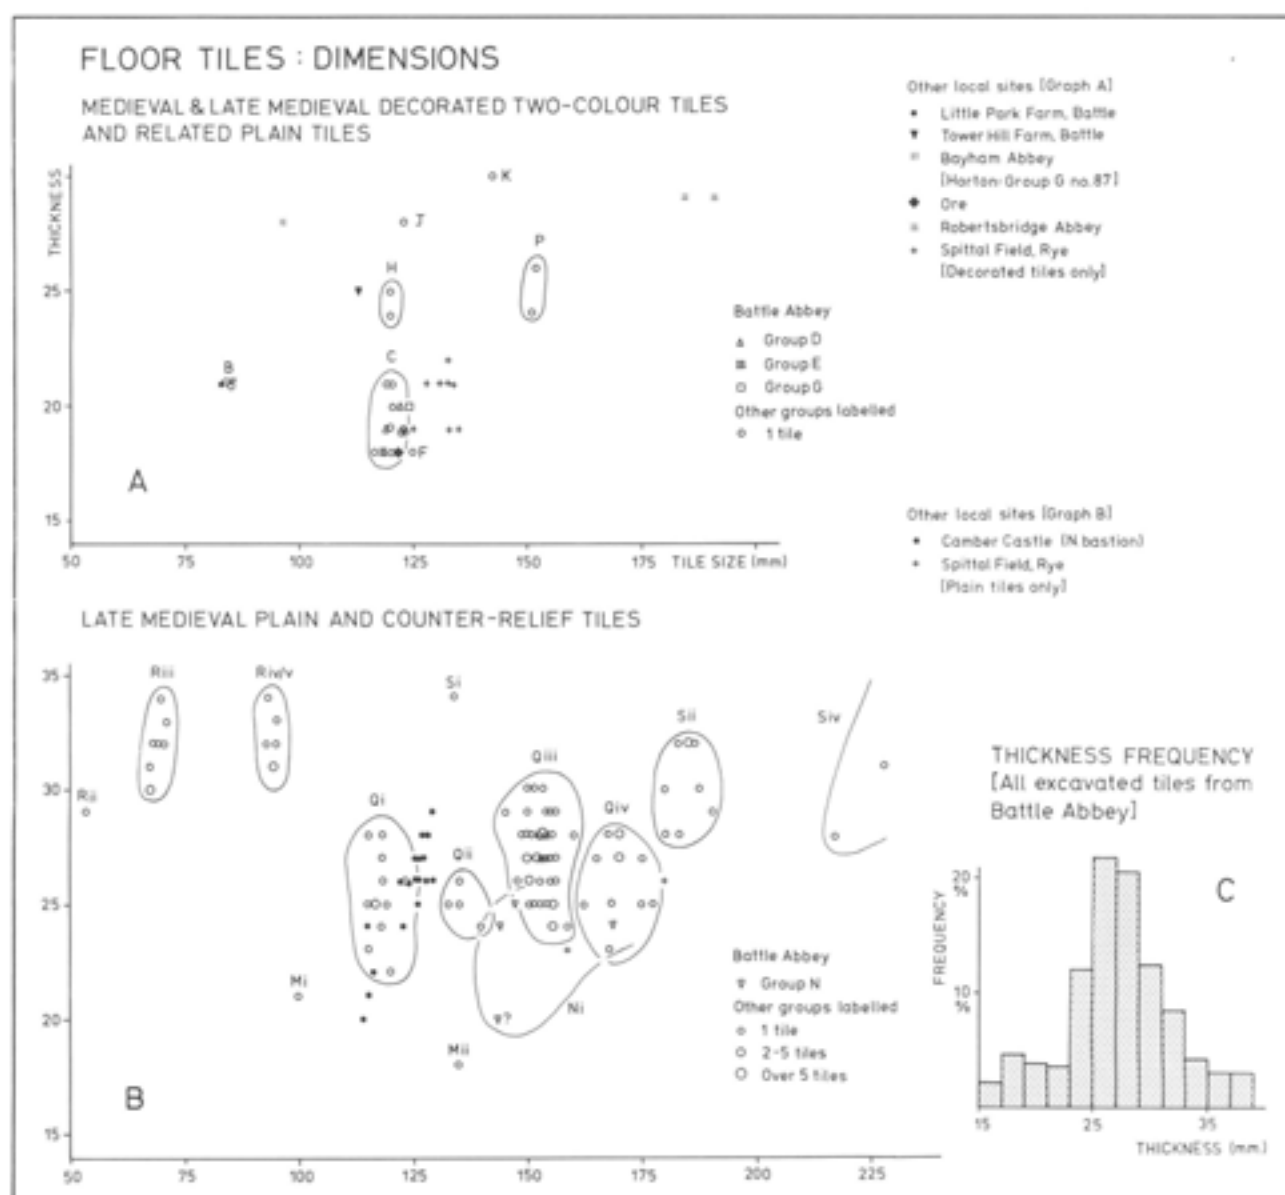 FLOOR TILES : DIMENSIONS
MEDIEVAL & LATE MEDIEVAL DECORATED TWO-COLOUR TILES
AND RELATED PLAIN TILES
Other local sites [Graph A]
Little Park Farm, Battle
Tower Hill Farm, Battle
Bayham Abbey
[Horton: Group G no. 87]
Ore
Robertsbridge Abbey
Spittal Field, Rye
[Decorated tiles only]
THICKNESS
K
J
P
H
25
Battle Abbey
Group D
Group E
Group G
Other groups labelled
1 tile
C
B
20
F
A
15
50
100
125
150
175
TILE SIZE (mm)
Other local sites [Graph B]
Camber Castle (N. bastion)
Spittal Field, Rye
[Plain tiles only]
LATE MEDIEVAL PLAIN AND COUNTER-RELIEF TILES
35
Rii
Riv/v
Si
Sii
Siv
Qiii
30
Rii
Qi
Qiv
Qii
25
Mi
Ni
20
?
Mii
B
15
50
75
100
125
150
175
200
225
Battle Abbey
Group N
Other groups labelled
1 tile
2-5 tiles
Over 5 tiles
THICKNESS FREQUENCY
[All excavated tiles from
Battle Abbey]
20
%
C
FREQUENCY
10
%
15
25
35
THICKNESS (mm.)